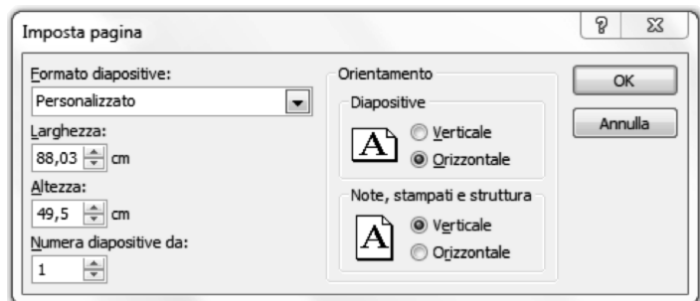 Imposta pagina
Formato diapositive:
Personalizzato
Larghezza:
88,03 cm
Altezza:
49,5 cm
Numera diapositive da:
1
Orientamento
Diapositive
A
Verticale
Orizzontale
Note, stampati e struttura
A
Verticale
Orizzontale
OK
Annulla